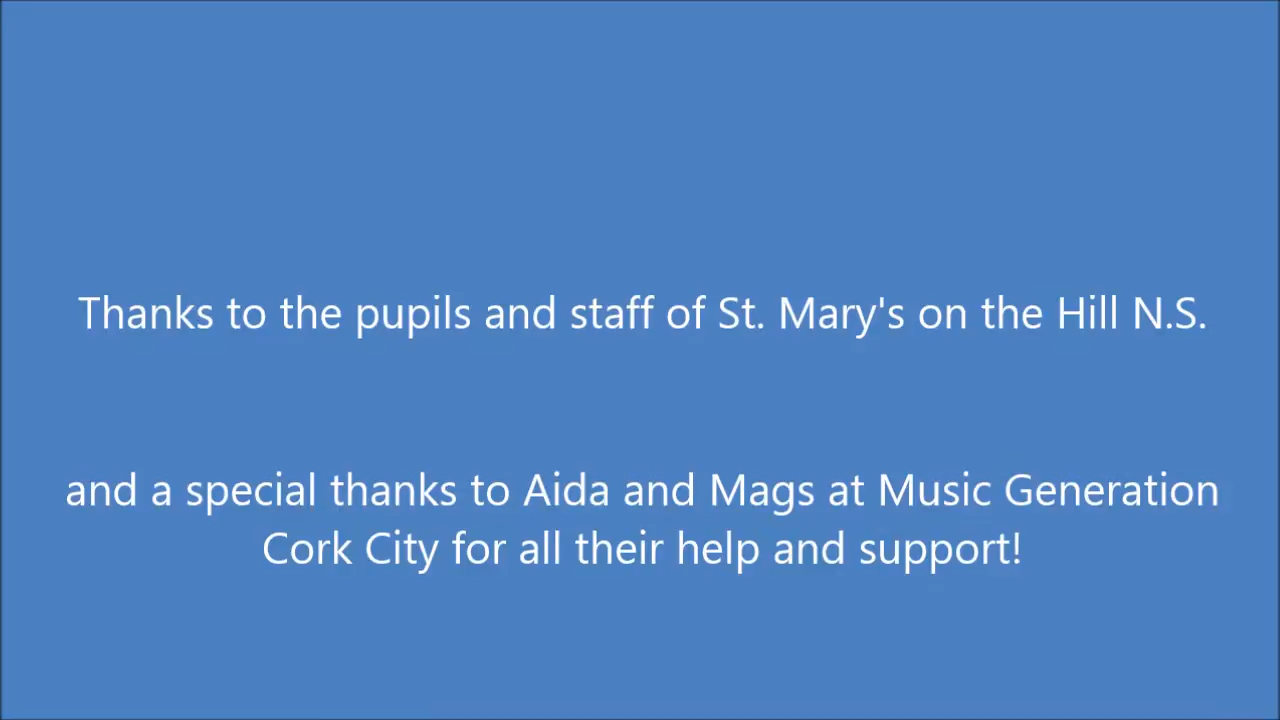 Thanks to the pupils and staff of St. Mary's on the Hill N.S.
and a special thanks to Aida and Mags at Music Generation
Cork City for all their help and support!